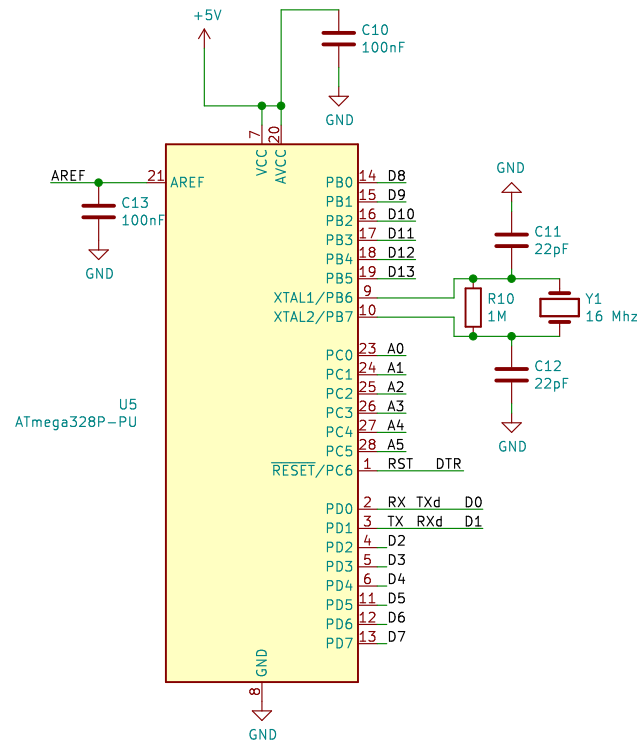 +5V
C10
100nF
GND
7
20
VCC
AVCC
AREF
21
AREF
C13
100nF
GND
PB0 14 D8
PB1 15 D9
PB2 16 D10
PB3 17 D11
PB4 18 D12
PB5 19 D13
XTAL1/PB6 9
XTAL2/PB7 10
GND
C11
22pF
R10
1M
Y1
16 Mhz
C12
22pF
GND
PC0 23 A0
PC1 24 A1
PC2 25 A2
PC3 26 A3
PC4 27 A4
PC5 28 A5
RESET/PC6 1 RST DTR
U5
ATmega328P-PU
PD0 2 RX TXd D0
PD1 3 TX RXd D1
PD2 4 D2
PD3 5 D3
PD4 6 D4
PD5 11 D5
PD6 12 D6
PD7 13 D7
GND
8
GND